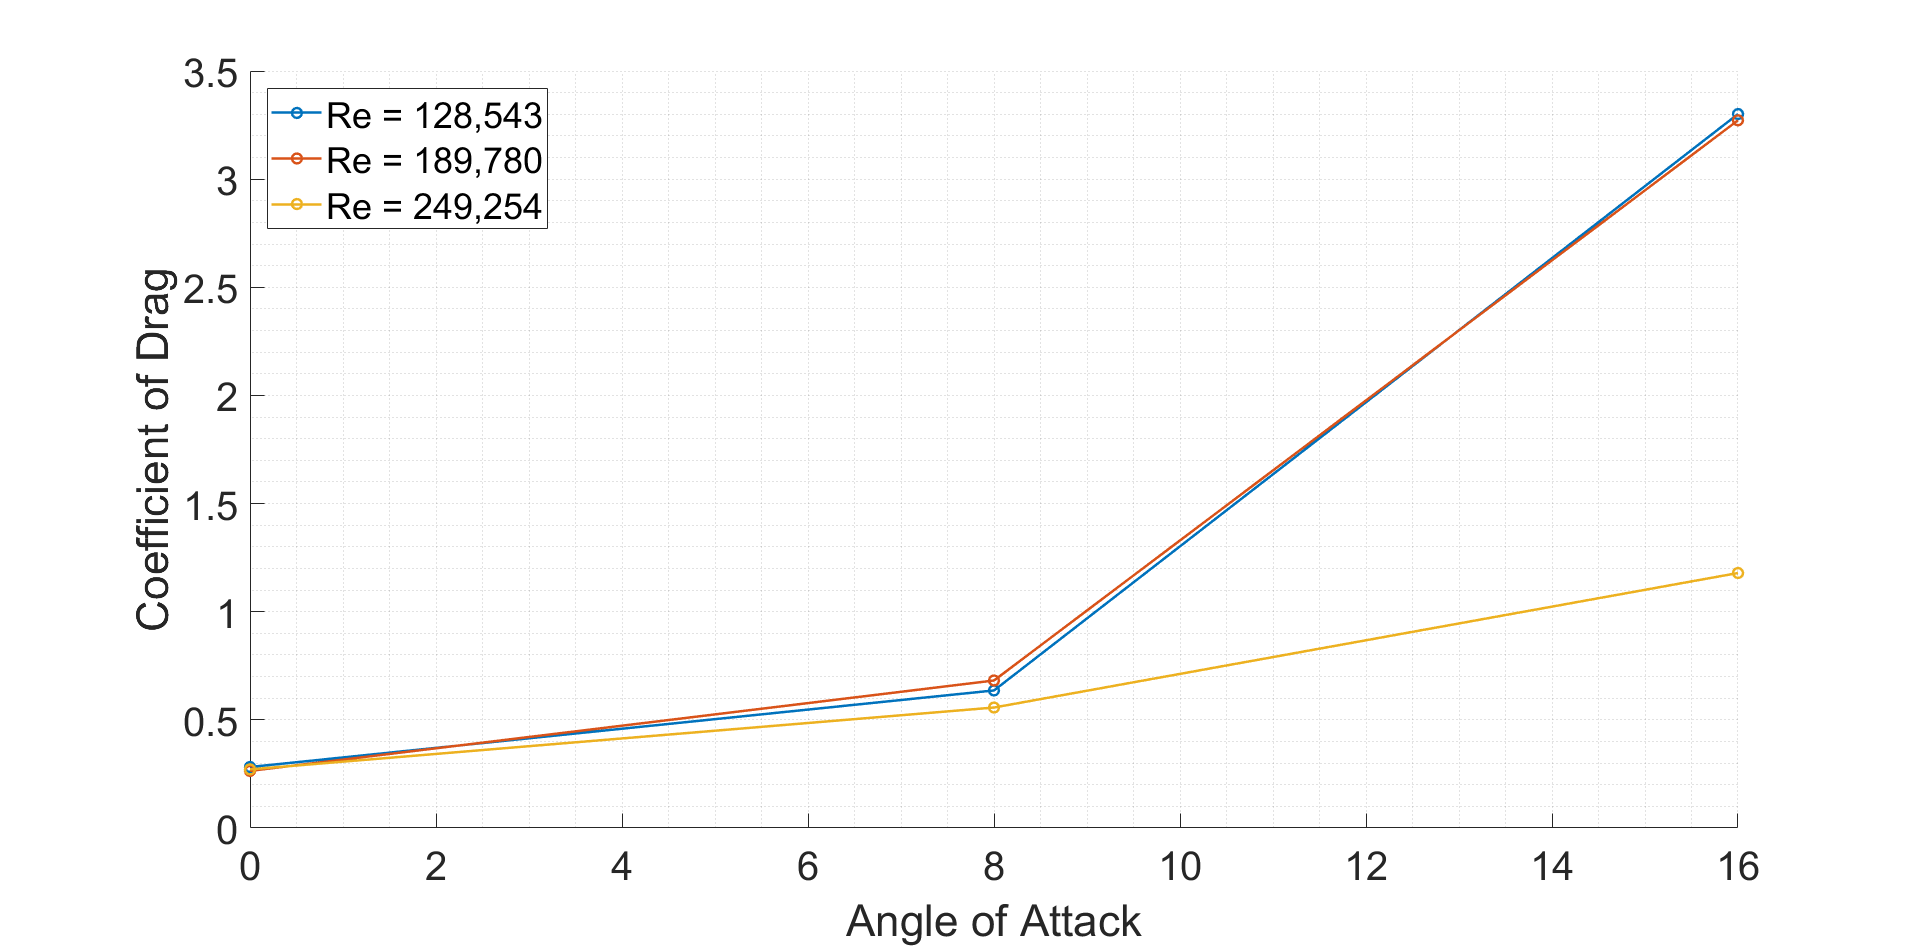 3.5
3
2.5
2
1.5
1
0.5
0
Coefficient of Drag
Re = 128,543
Re = 189,780
Re = 249,254
0 2 4 6 8 10 12 14 16
Angle of Attack